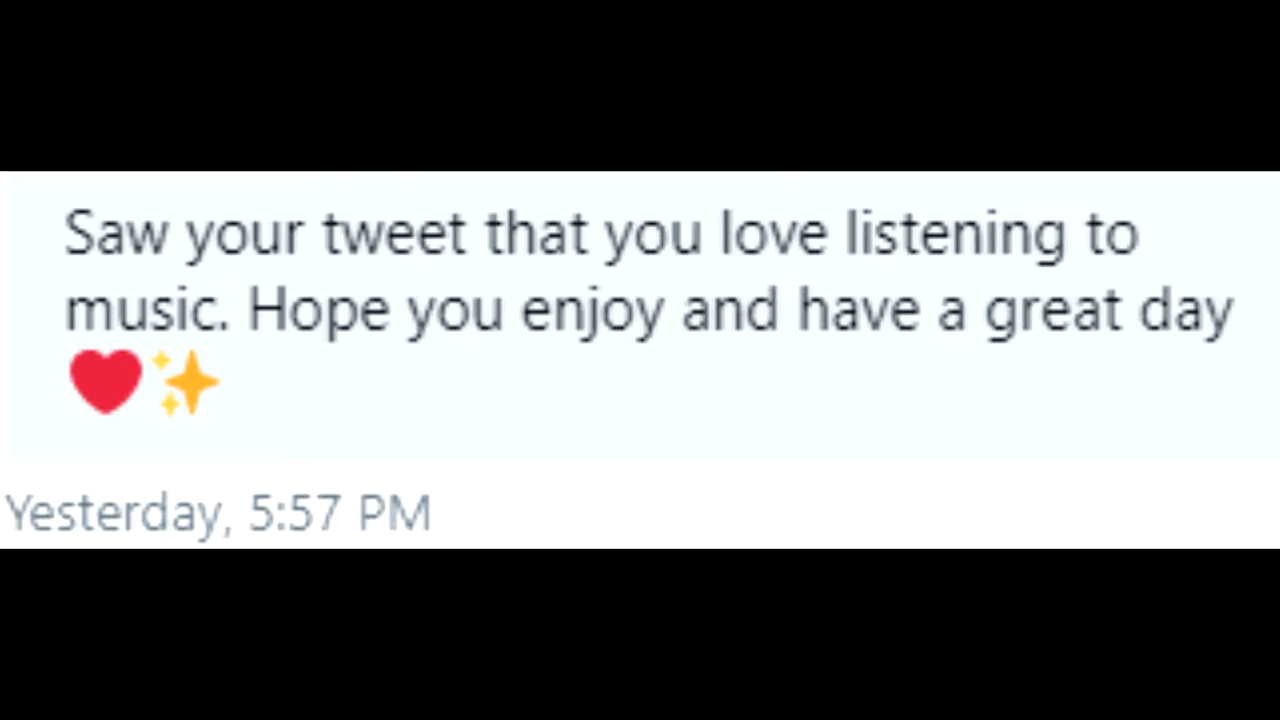 Saw your tweet that you love listening to
music. Hope you enjoy and have a great day
❤️✨
Yesterday, 5:57 PM